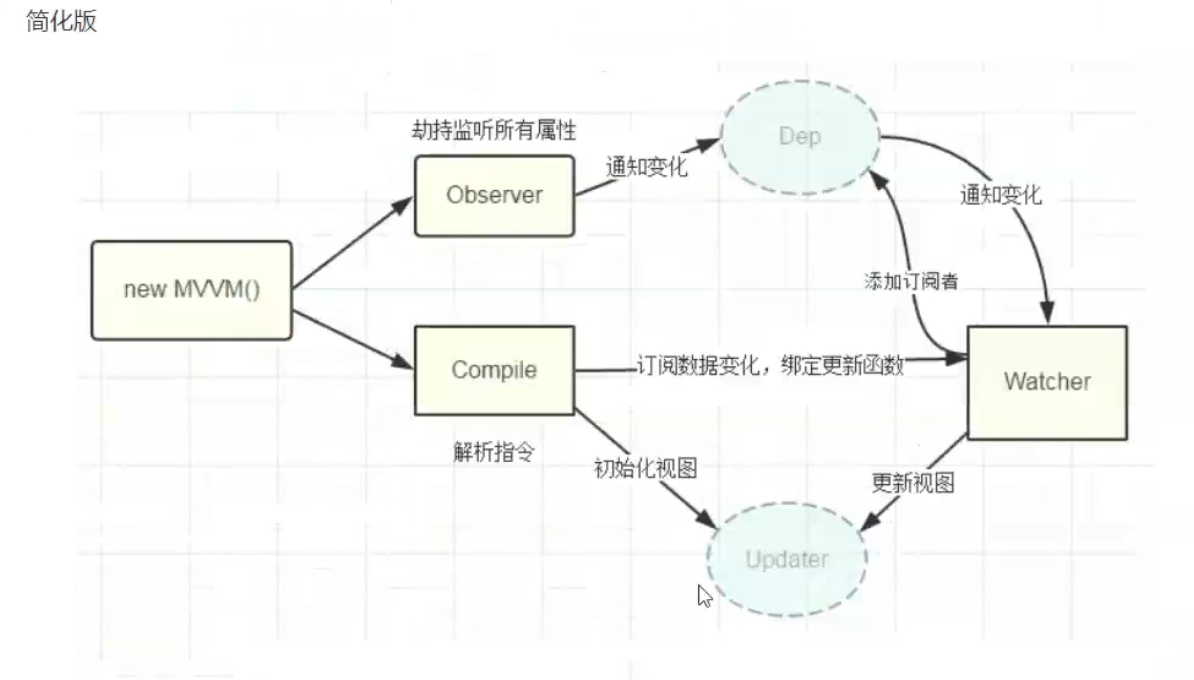 简化版
劫持监听所有属性
Observer
通知变化
Dep
通知变化
new MVVM()
添加订阅者
Compile
订阅数据变化，绑定更新函数
Watcher
解析指令
初始化视图
更新视图
Updater